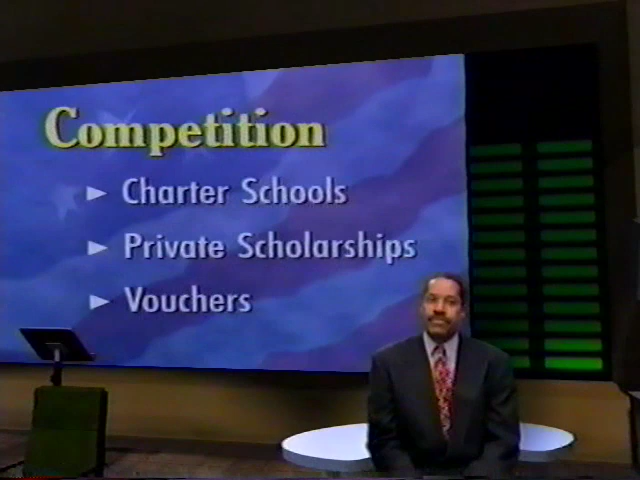 Competition
► Charter Schools
► Private Scholarships
► Vouchers